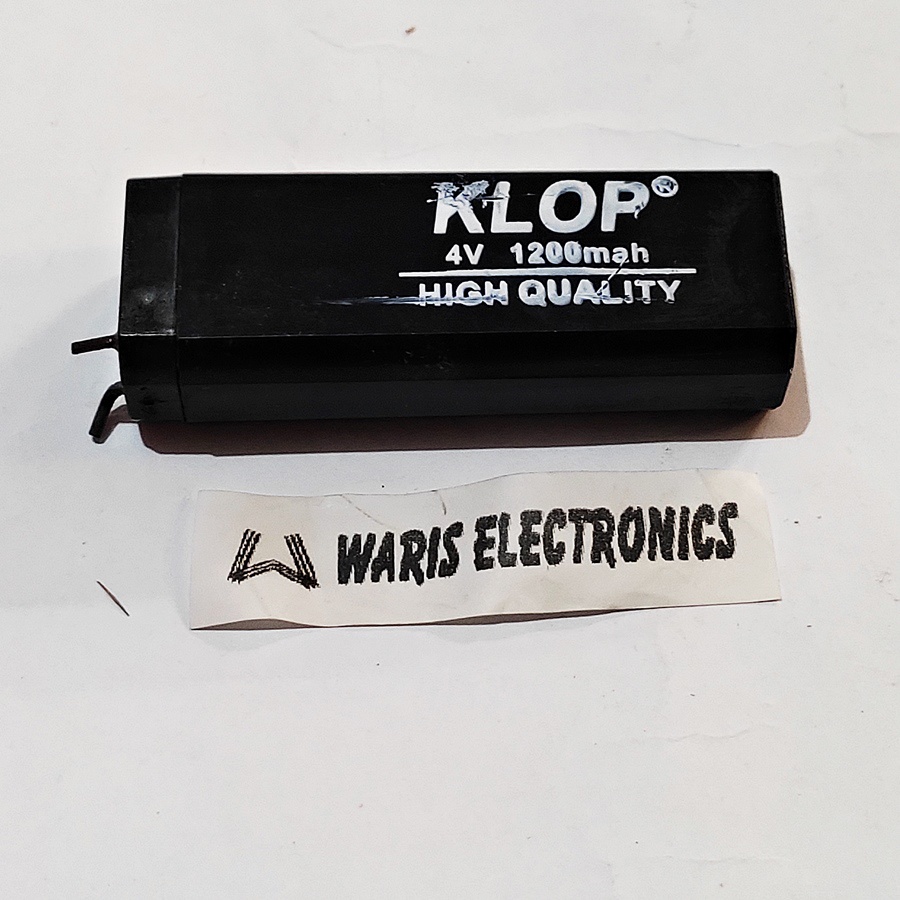 KLOP®
4V 1200mah
HIGH QUALITY
WARIS ELECTRONICS